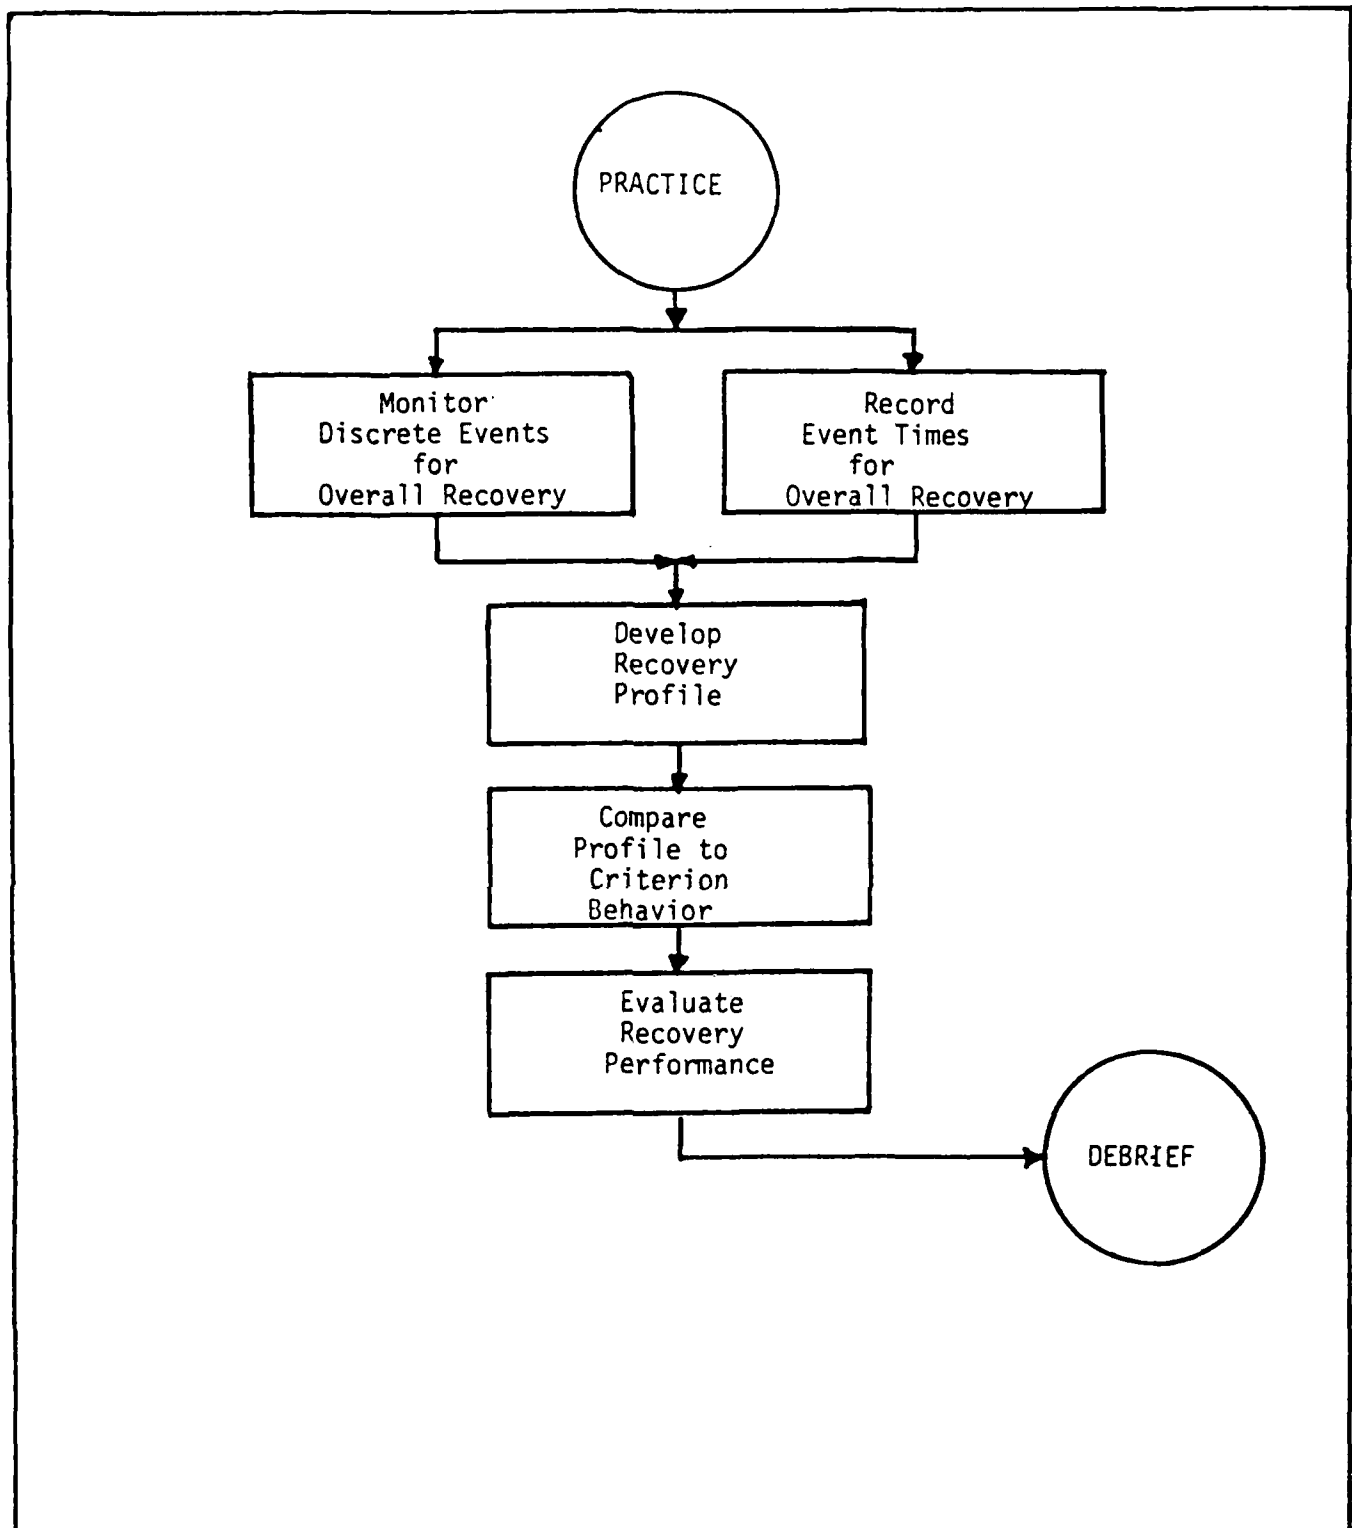 PRACTICE
Monitor
Discrete Events
for
Overall Recovery
Record
Event Times
for
Overall Recovery
Develop
Recovery
Profile
Compare
Profile to
Criterion
Behavior
Evaluate
Recovery
Performance
DEBRIEF